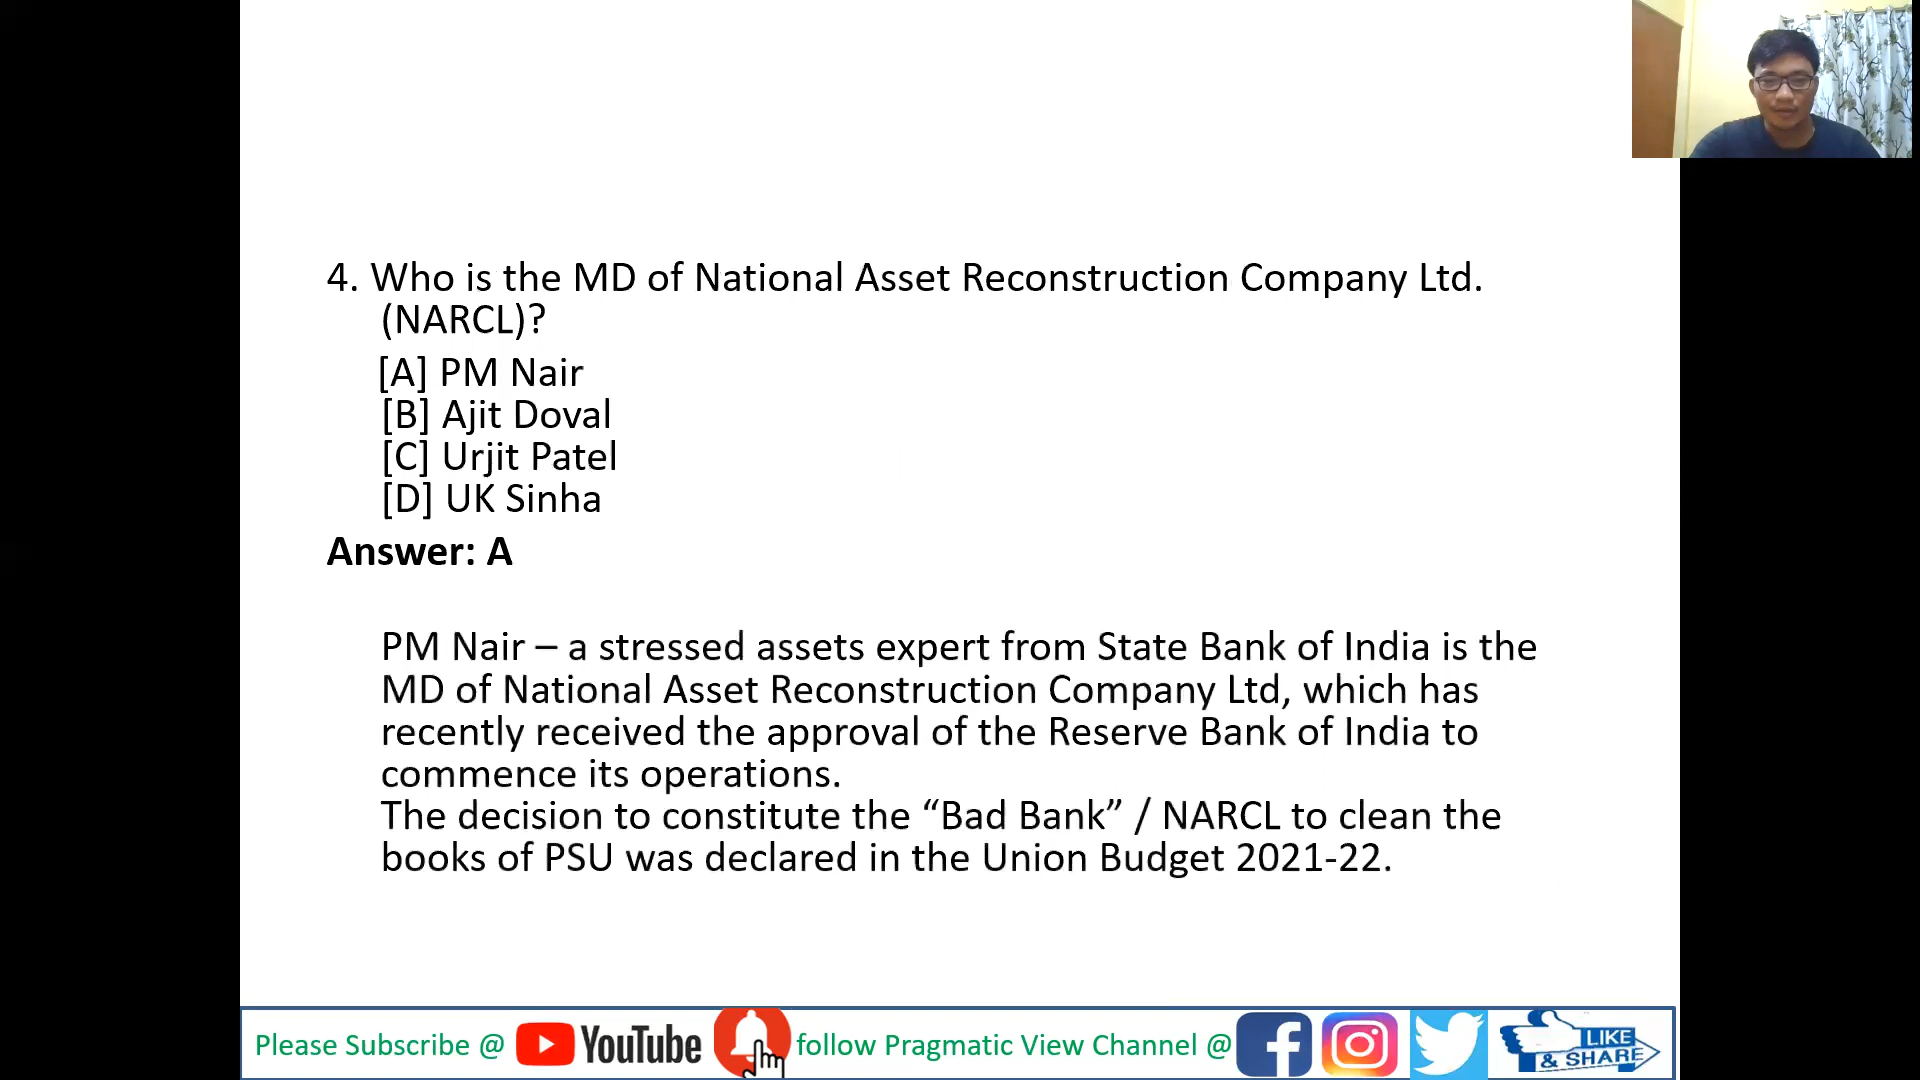 4. Who is the MD of National Asset Reconstruction Company Ltd.
(NARCL)?
[A] PM Nair
[B] Ajit Doval
[C] Urjit Patel
[D] UK Sinha
Answer: A
PM Nair – a stressed assets expert from State Bank of India is the
MD of National Asset Reconstruction Company Ltd, which has
recently received the approval of the Reserve Bank of India to
commence its operations.
The decision to constitute the “Bad Bank” / NARCL to clean the
books of PSU was declared in the Union Budget 2021-22.
Please Subscribe @ YouTube follow Pragmatic View Channel @
LIKE
& SHARE